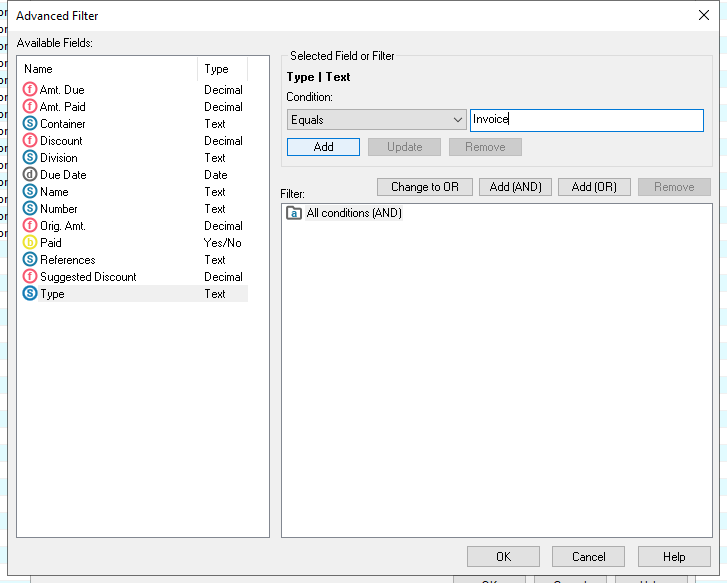 Advanced Filter
Available Fields:
Name Type
f Amt. Due Decimal
f Amt. Paid Decimal
S Container Text
f Discount Decimal
S Division Text
d Due Date Date
S Name Text
S Number Text
f Orig. Amt. Decimal
b Paid Yes/No
S References Text
f Suggested Discount Decimal
S Type Text
Selected Field or Filter
Type | Text
Condition:
Equals Invoice
Add Update Remove
Filter: Change to OR Add (AND) Add (OR) Remove
a All conditions (AND)
OK Cancel Help